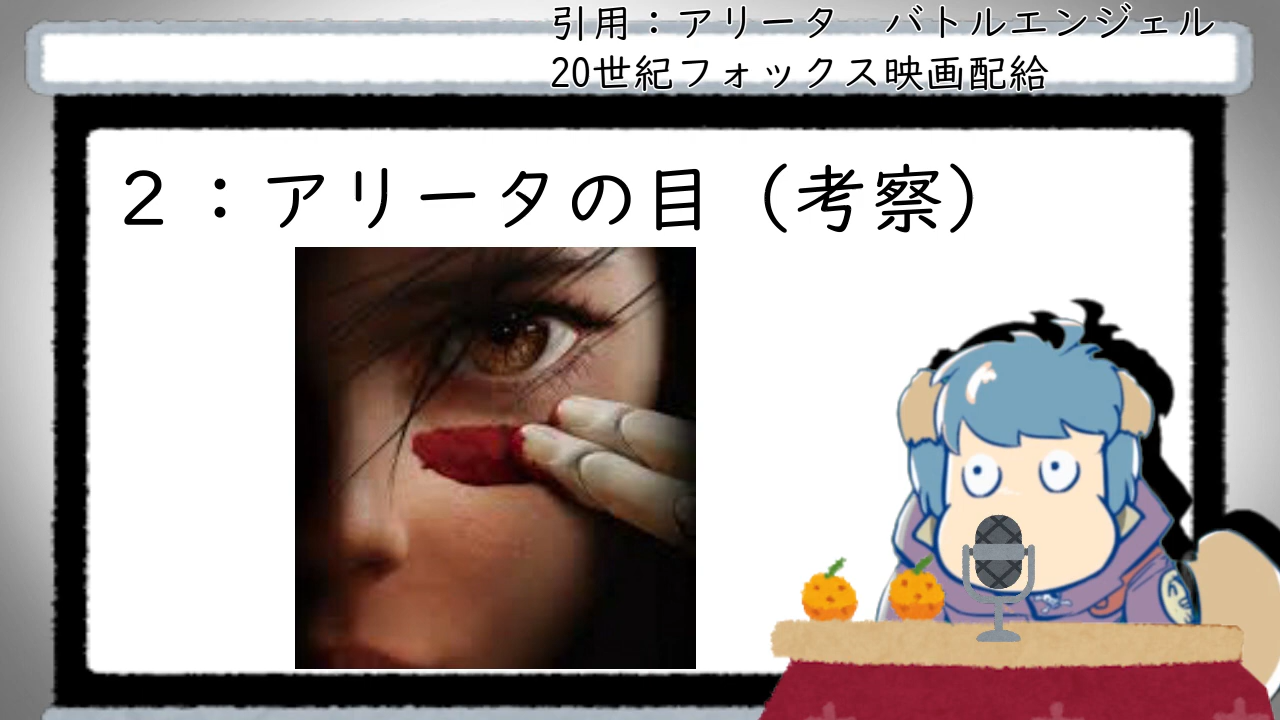 引用：アリータ　バトルエンジェル
20世紀フォックス映画配給
２：アリータの目（考察）